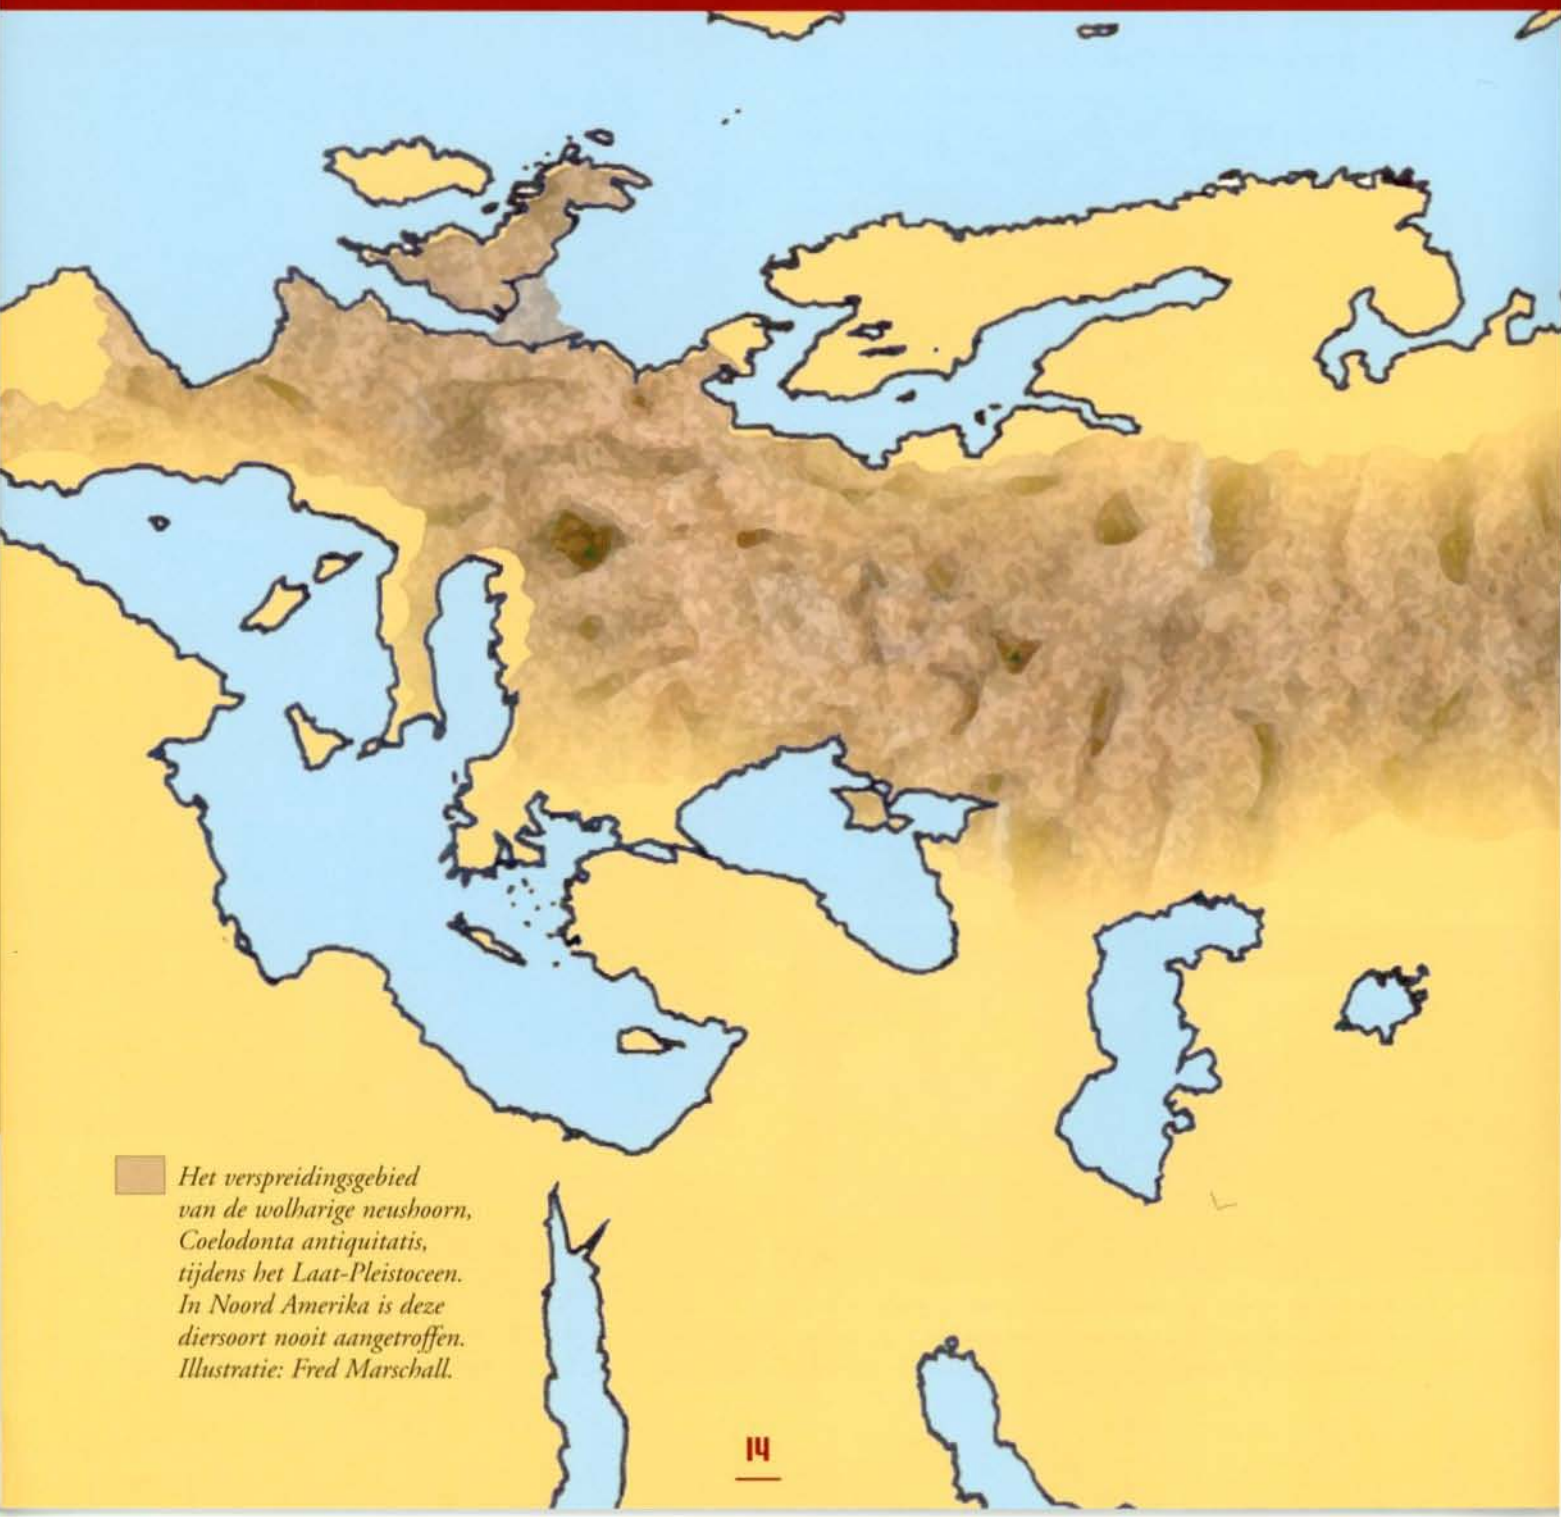 Het verspreidingsgebied
van de wolharige neushoorn,
Coelodonta antiquitatis,
tijdens het Laat-Pleistoceen.
In Noord Amerika is deze
diersoort nooit aangetroffen.
Illustratie: Fred Marschall.
14